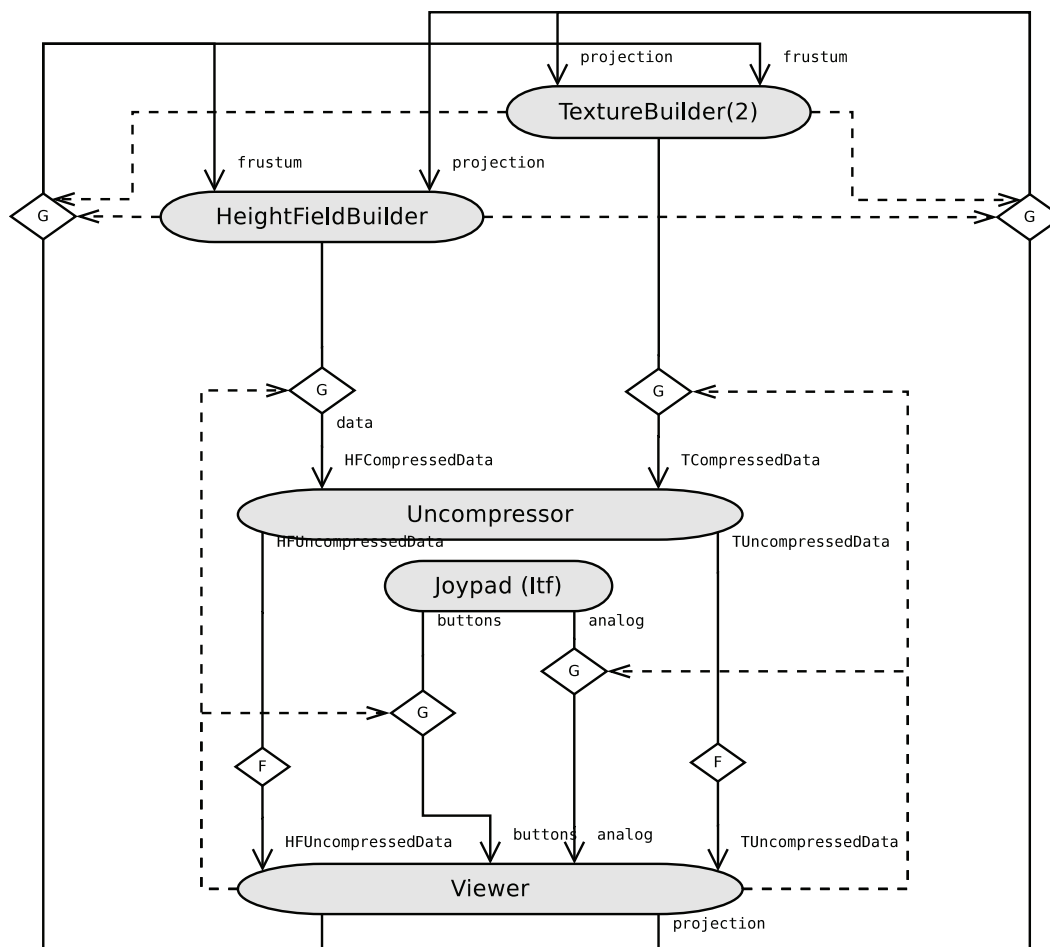 projection
frustum
TextureBuilder(2)
frustum
projection
G
HeightFieldBuilder
G
G
G
data
HFCompressedData
TCompressedData
Uncompressor
HFUncompressedData
TUncompressedData
Joypad (Itf)
buttons
analog
G
G
F
F
buttons
analog
HFUncompressedData
TUncompressedData
Viewer
projection